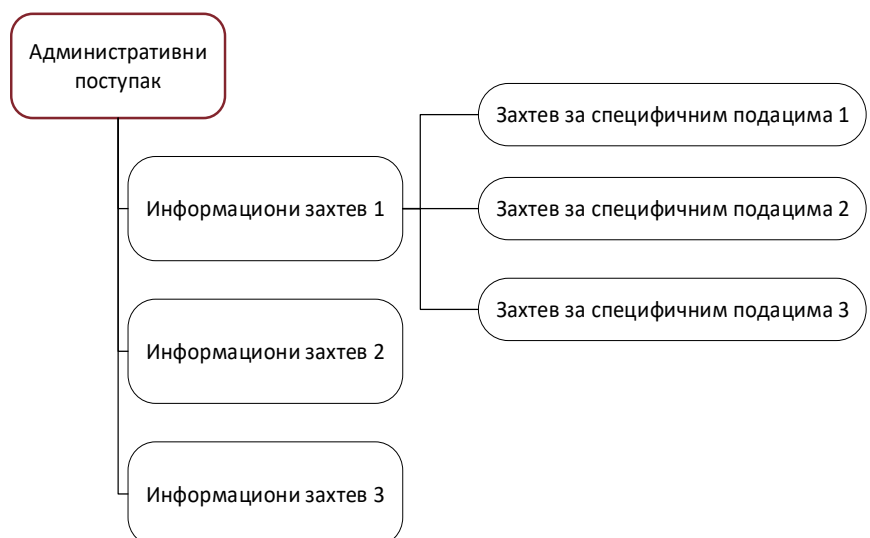 Административни
поступак
Информациони захтев 1
Захтев за специфичним подацима 1
Захтев за специфичним подацима 2
Захтев за специфичним подацима 3
Информациони захтев 2
Информациони захтев 3